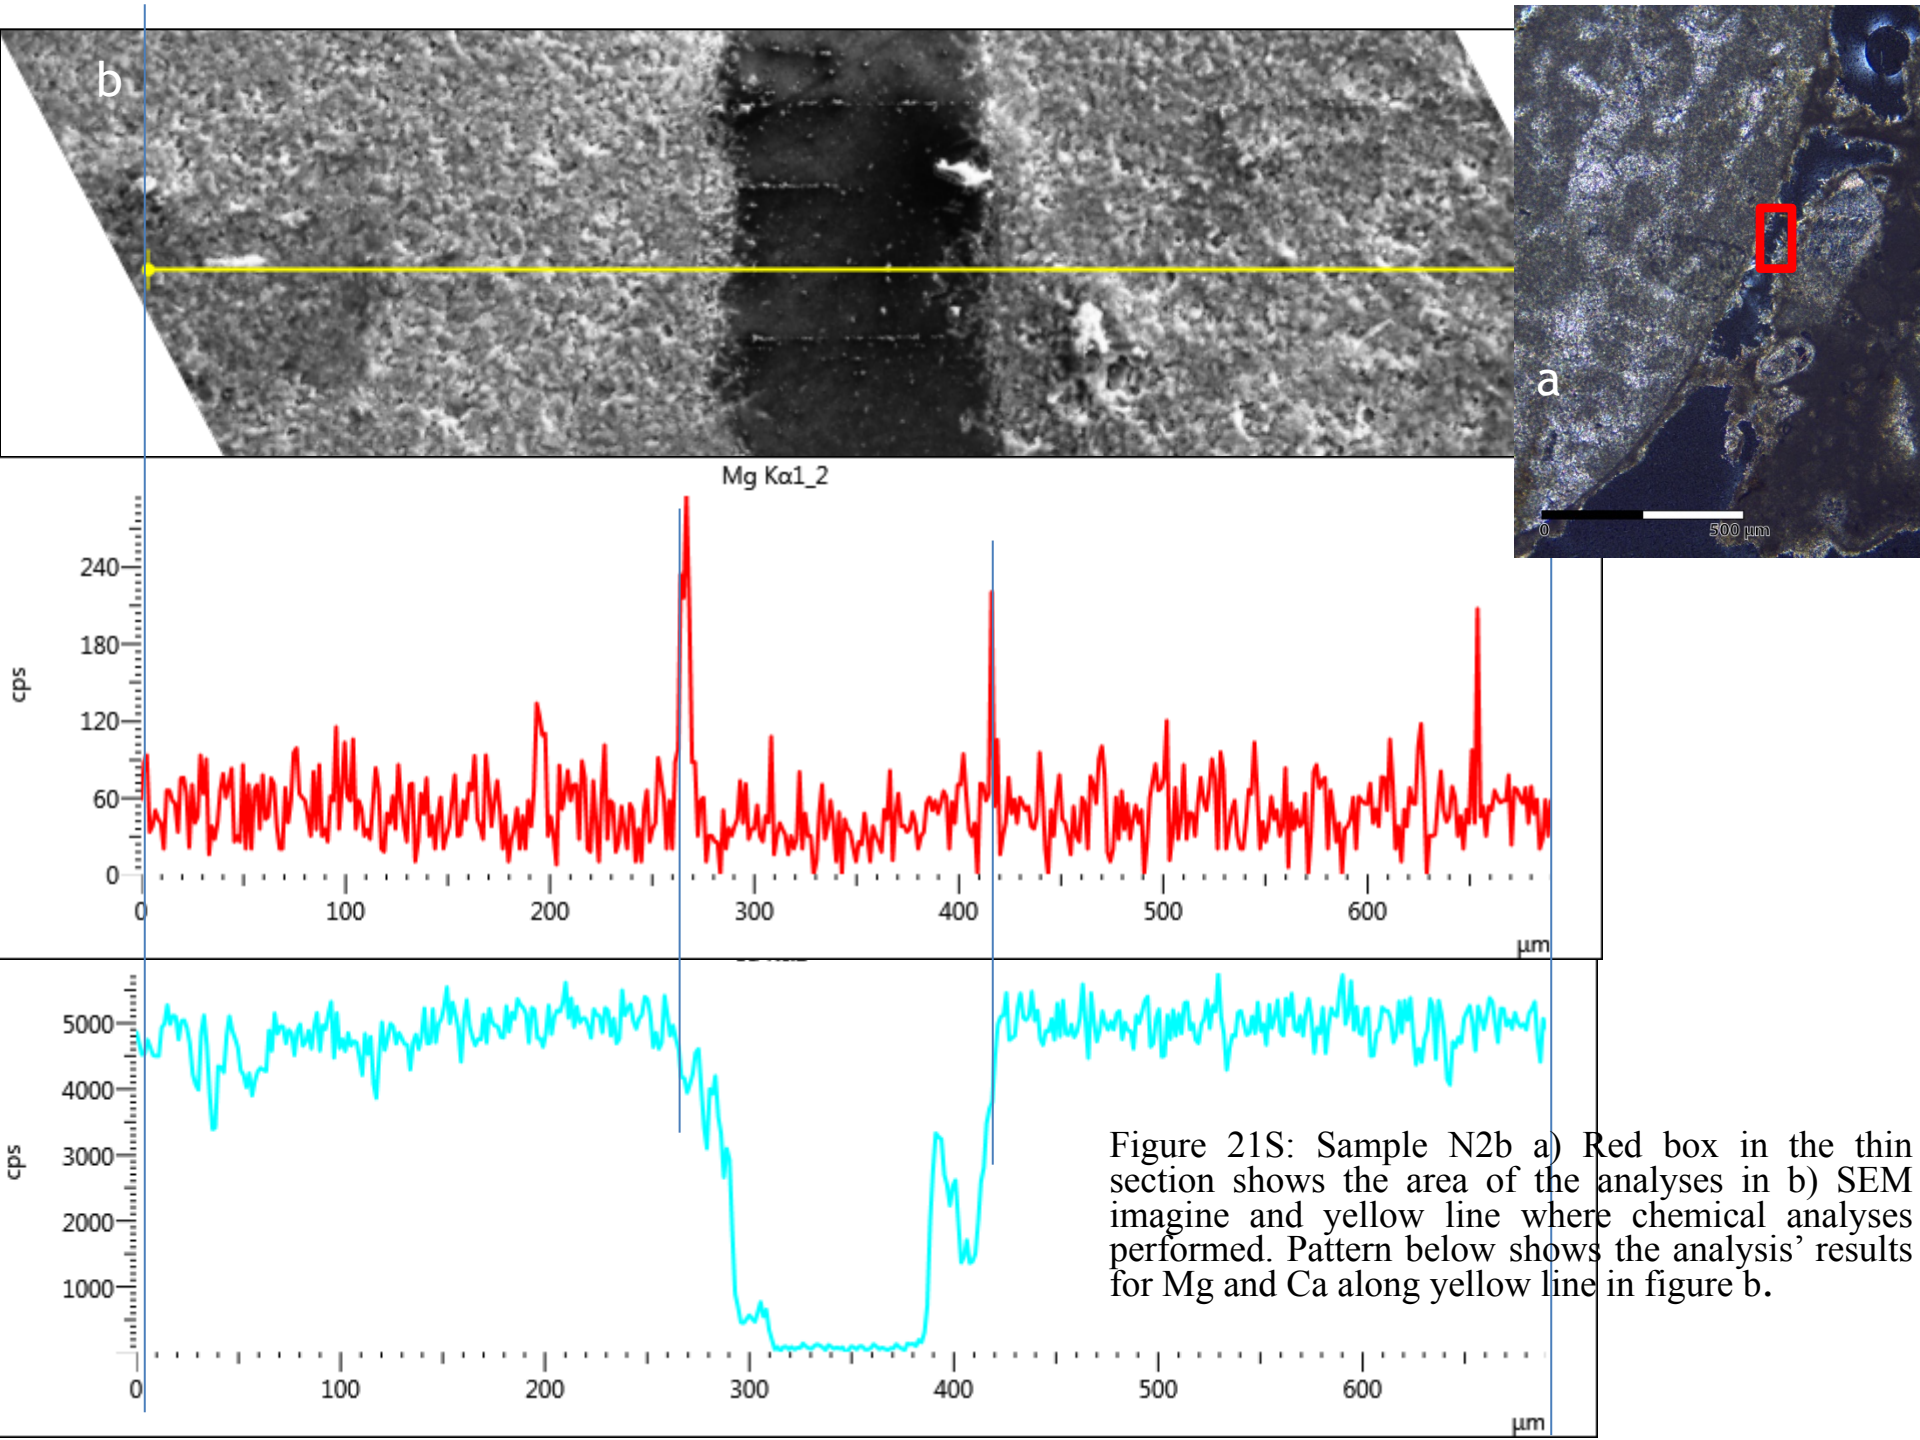 b
a
0
500 µm
Mg Kα1_2
240
180
120
60
0
cps
0 100 200 300 400 500 600
µm
5000
4000
3000
2000
1000
cps
0 100 200 300 400 500 600
µm
Figure 21S: Sample N2b a) Red box in the thin
section shows the area of the analyses in b) SEM
imagine and yellow line where chemical analyses
performed. Pattern below shows the analysis’ results
for Mg and Ca along yellow line in figure b.